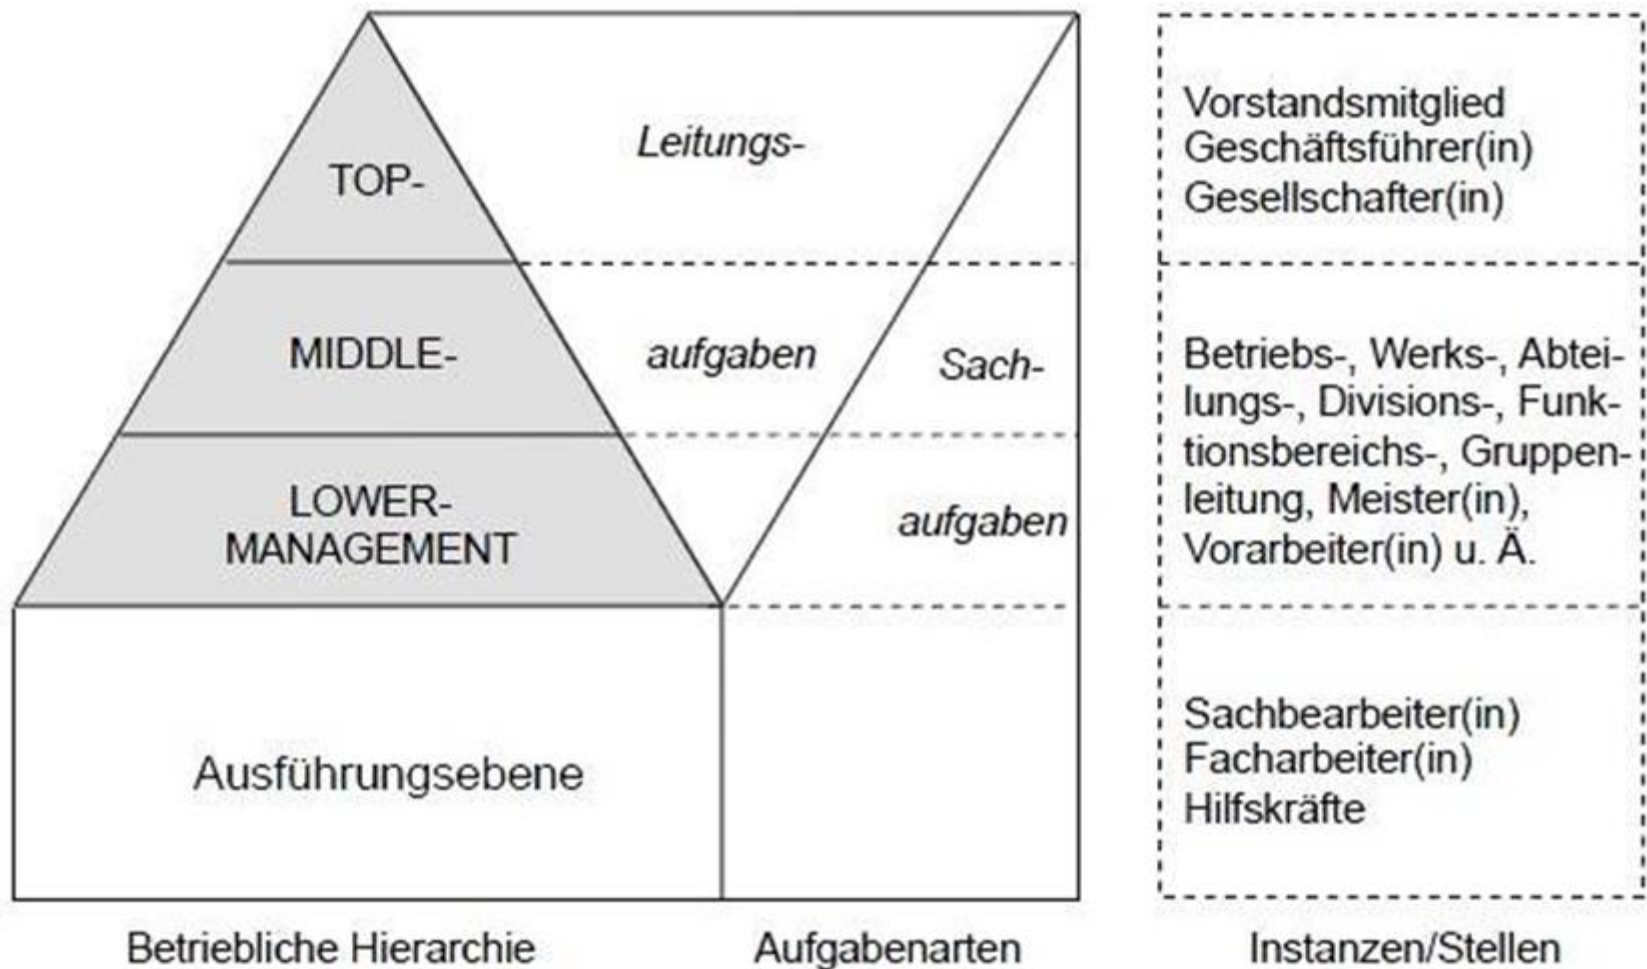 TOP-
MIDDLE-
LOWER-
MANAGEMENT
Ausführungsebene
Betriebliche Hierarchie
Leitungs-
aufgaben
Sach-
aufgaben
Aufgabenarten
Vorstandsmitglied
Geschäftsführer(in)
Gesellschafter(in)
Betriebs-, Werks-, Abtei-
lungs-, Divisions-, Funk-
tionsbereichs-, Gruppen-
leitung, Meister(in),
Vorarbeiter(in) u. Ä.
Sachbearbeiter(in)
Facharbeiter(in)
Hilfskräfte
Instanzen/Stellen